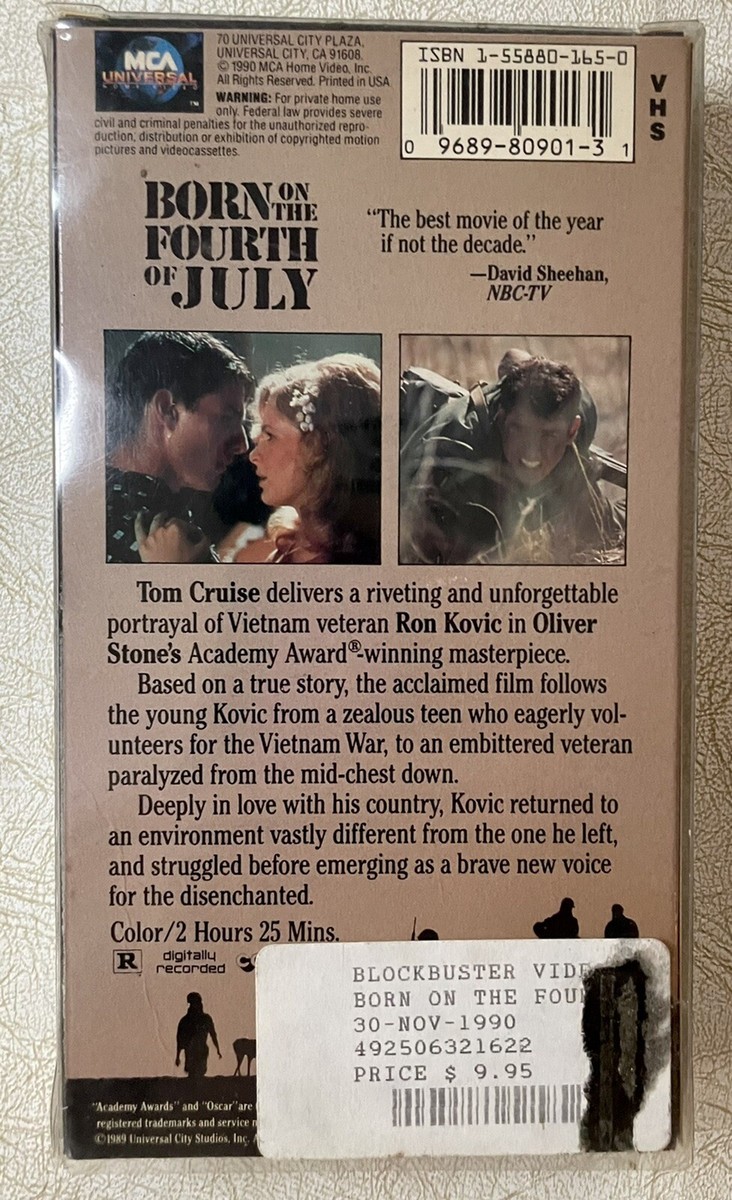 MCA
UNIVERSAL
HOME VIDEO
TM
70 UNIVERSAL CITY PLAZA,
UNIVERSAL CITY, CA 91608.
© 1990 MCA Home Video, Inc.
All Rights Reserved. Printed in USA
WARNING: For private home use
only. Federal law provides severe
civil and criminal penalties for the unauthorized repro-
duction, distribution or exhibition of copyrighted motion
pictures and videocassettes.
ISBN 1-55880-165-0
0 9689-80901-3 1
VHS
BORN ON THE
FOURTH
OF JULY
“The best movie of the year
if not the decade.”
—David Sheehan,
NBC-TV
Tom Cruise delivers a riveting and unforgettable
portrayal of Vietnam veteran Ron Kovic in Oliver
Stone's Academy Award®-winning masterpiece.
Based on a true story, the acclaimed film follows
the young Kovic from a zealous teen who eagerly vol-
unteers for the Vietnam War, to an embittered veteran
paralyzed from the mid-chest down.
Deeply in love with his country, Kovic returned to
an environment vastly different from the one he left,
and struggled before emerging as a brave new voice
for the disenchanted.
Color/2 Hours 25 Mins.
R digitally
recorded
BLOCKBUSTER VID
BORN ON THE FOU
30-NOV-1990
492506321622
PRICE $ 9.95
“Academy Awards” and “Oscar” are
registered trademarks and service
©1989 Universal City Studios, Inc.